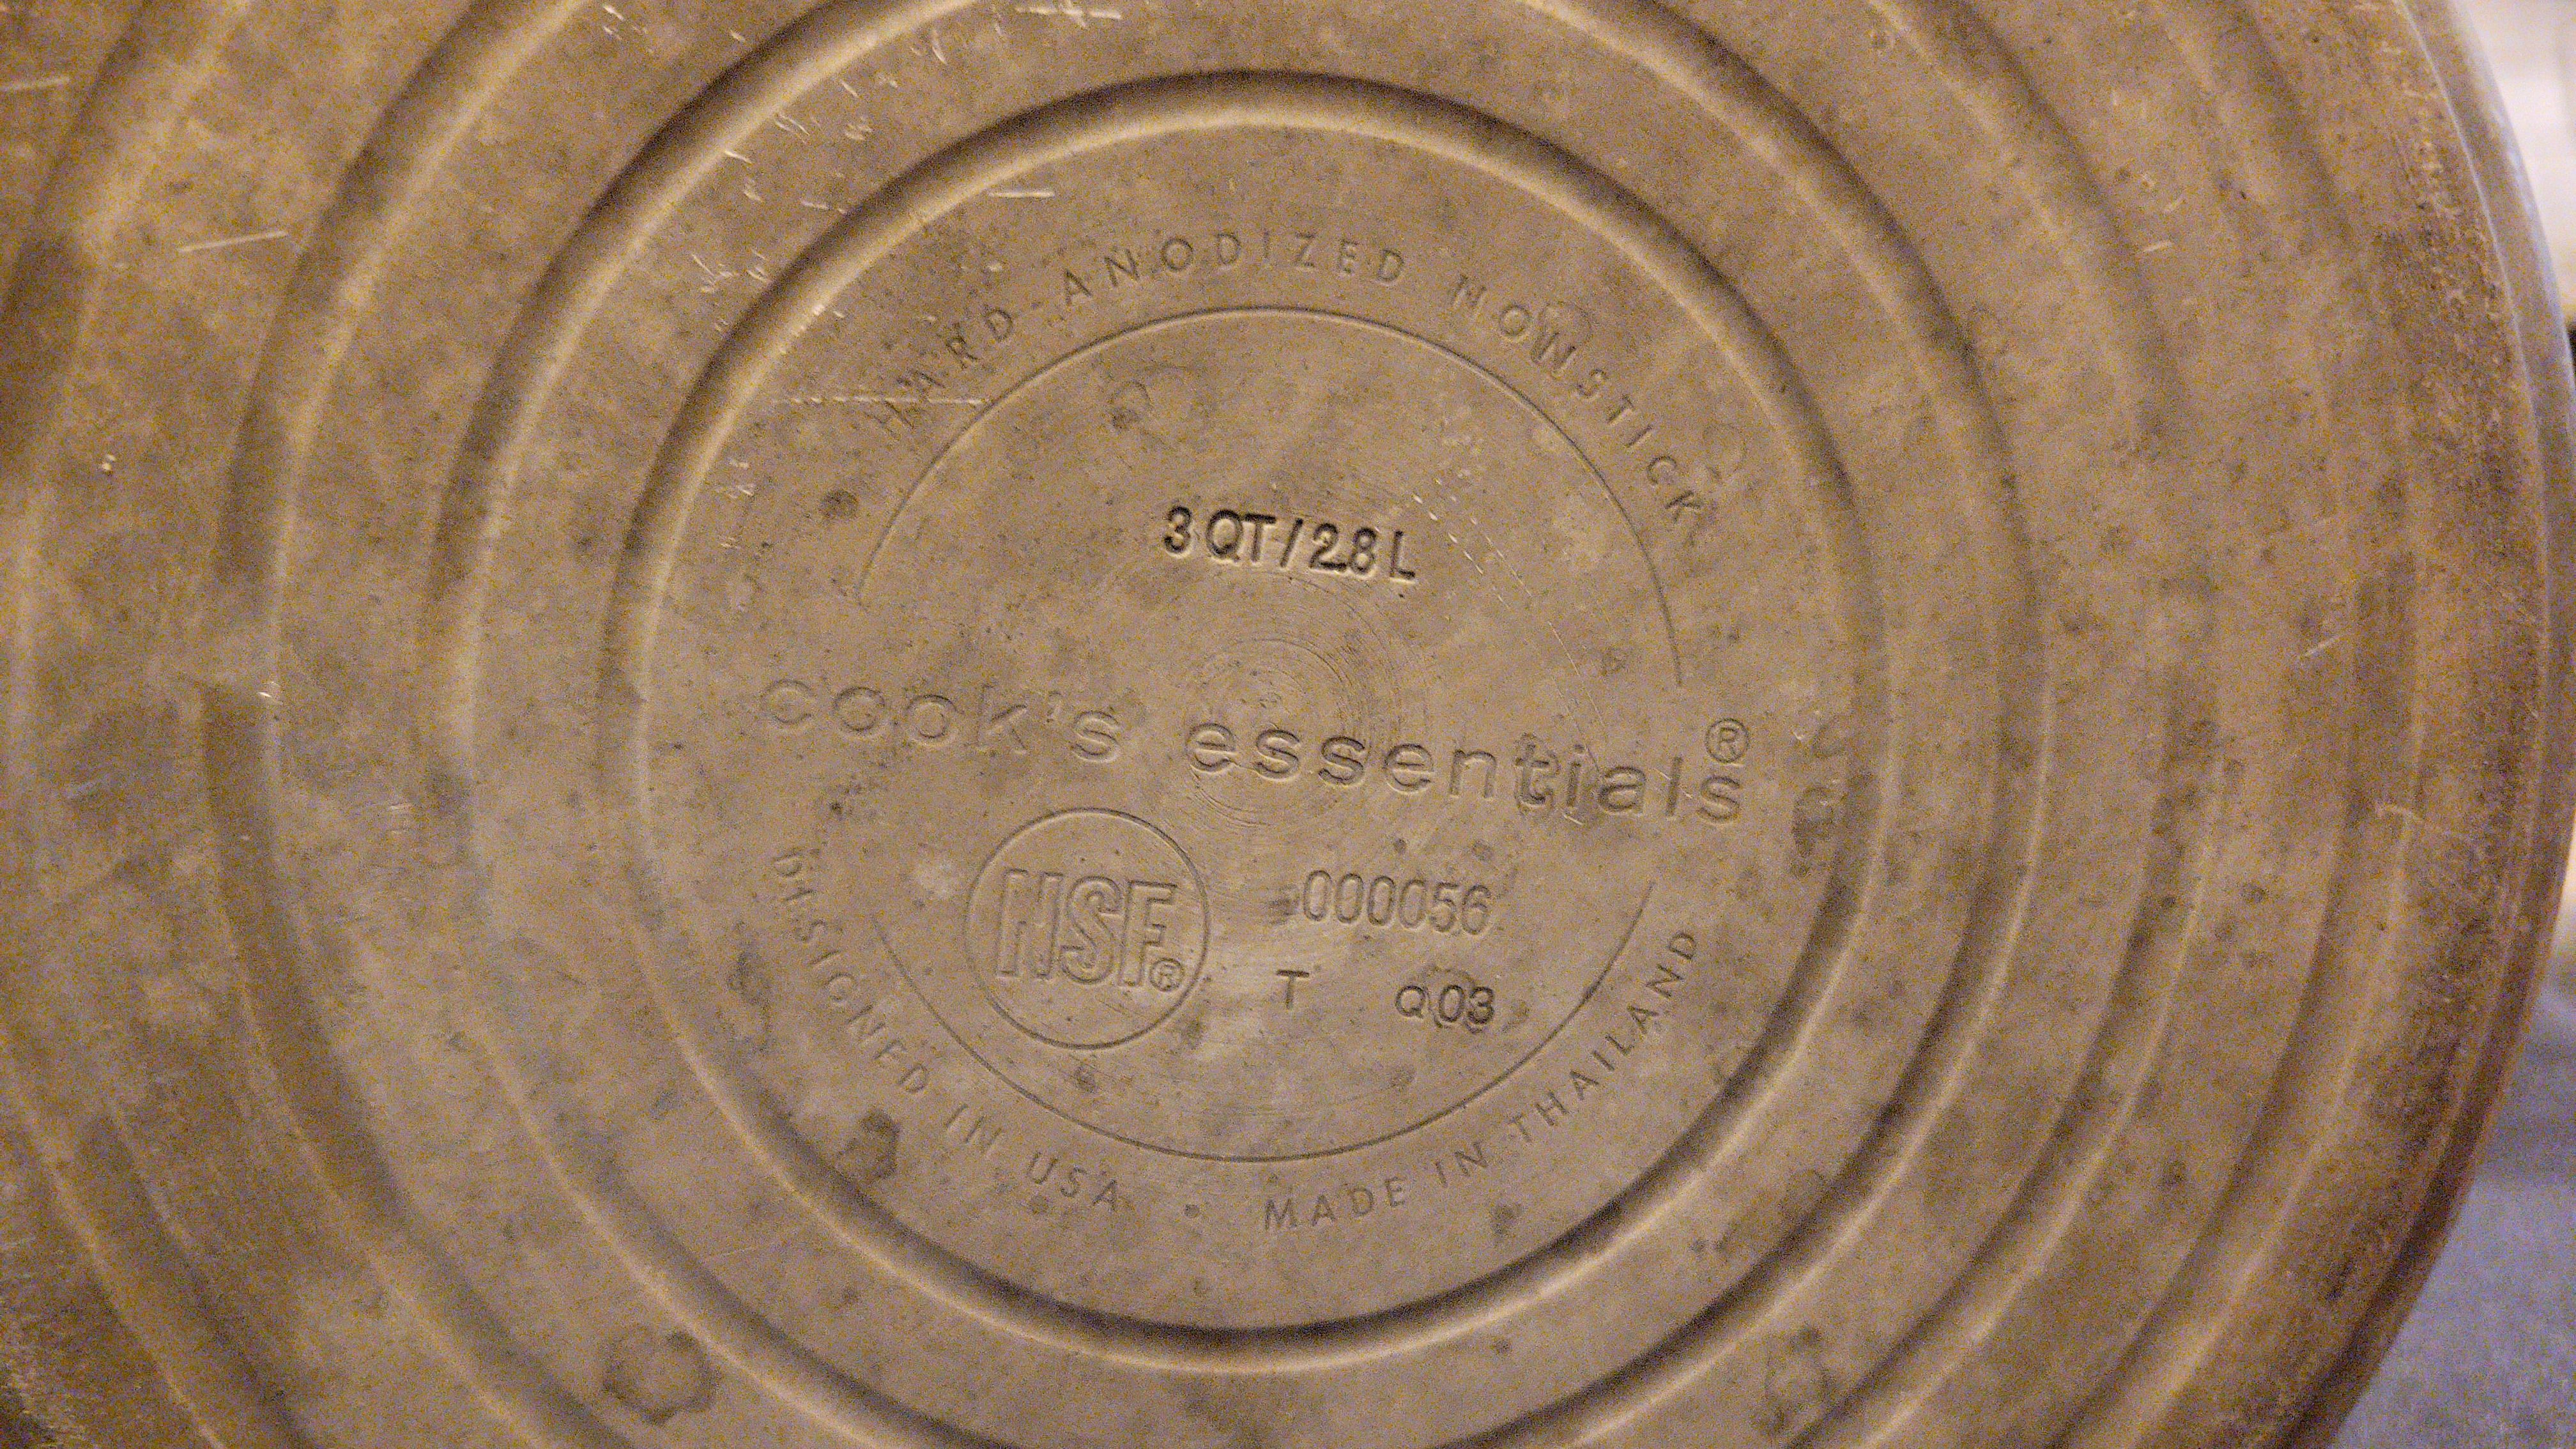 HARD-ANODIZED NONSTICK
3 QT / 2.8 L
cook's essentials®
NSF®
000056
T Q03
DESIGNED IN USA • MADE IN THAILAND